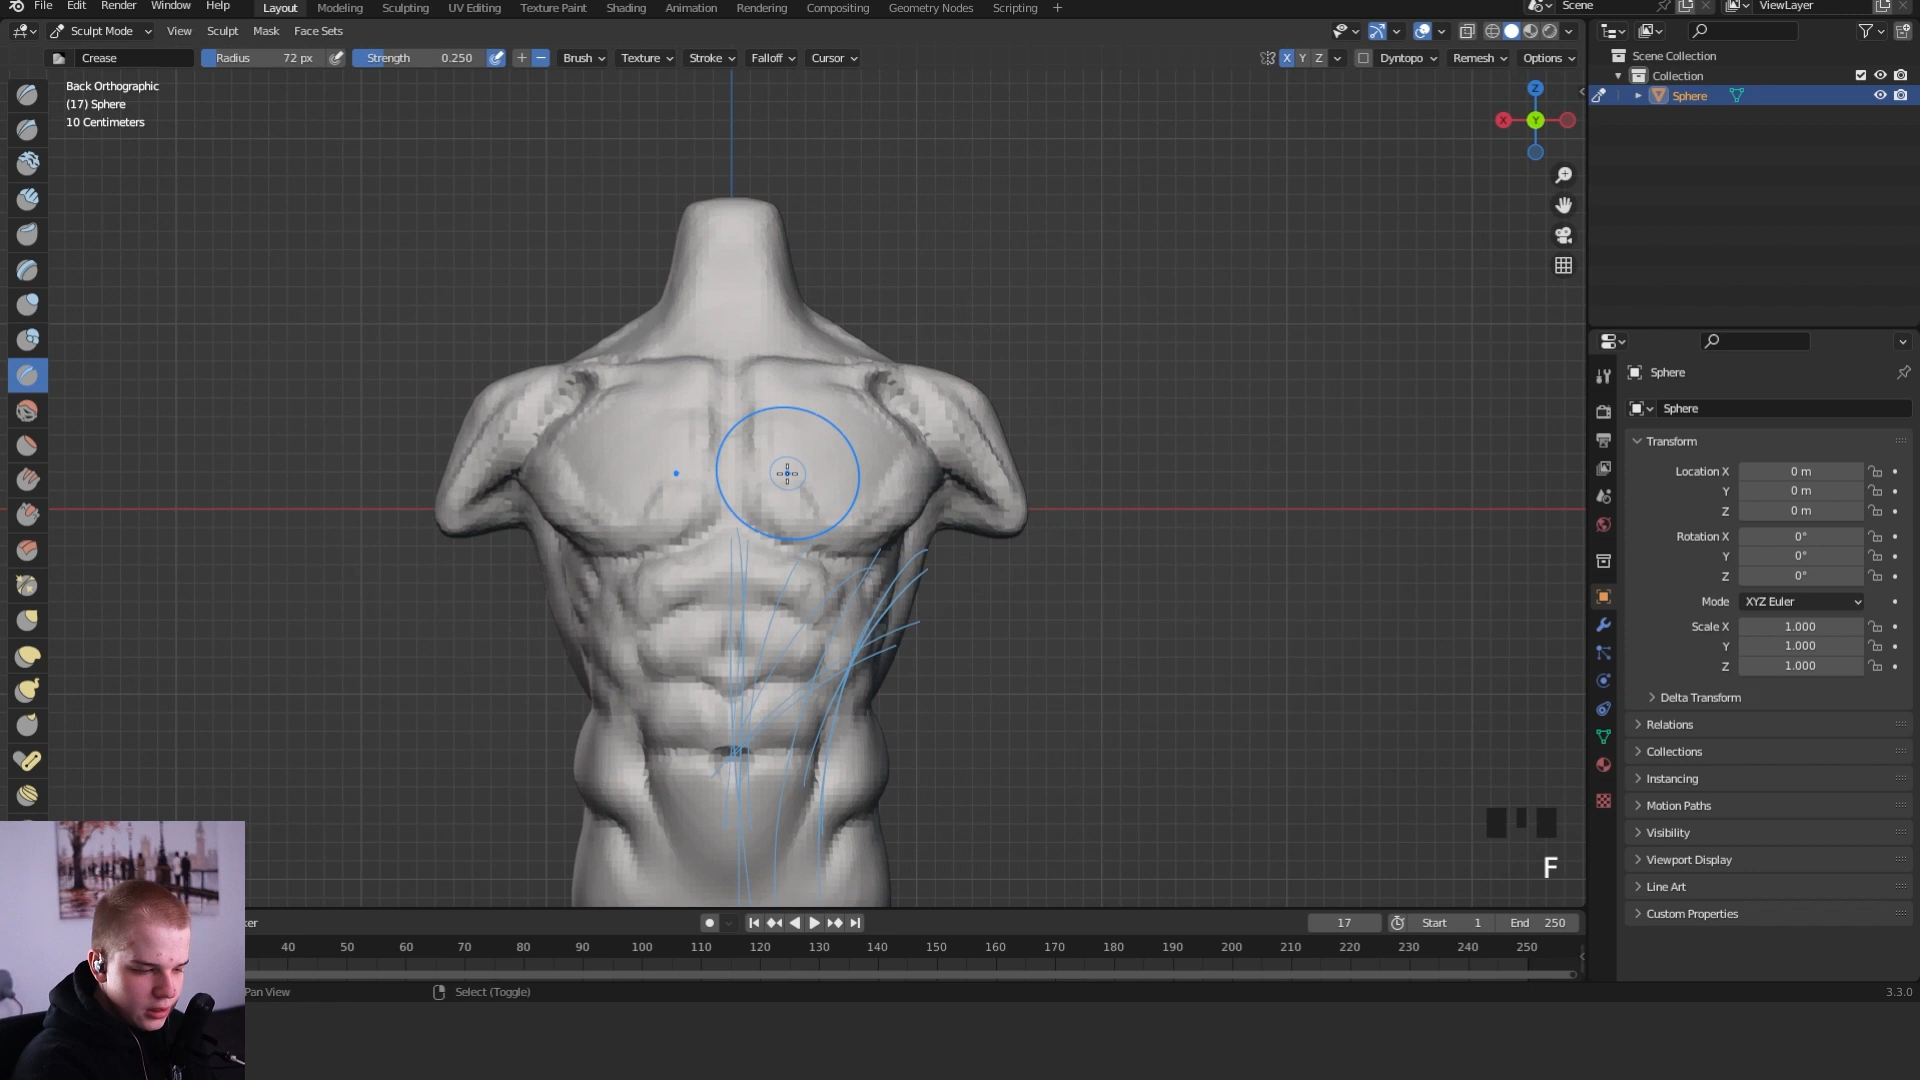 File Edit Render Window Help Layout Modeling Sculpting UV Editing Texture Paint Shading Animation Rendering Compositing Geometry Nodes Scripting + Scene ViewLayer
Sculpt Mode View Sculpt Mask Face Sets
Crease Radius 72 px Strength 0.250 + − Brush Texture Stroke Falloff Cursor X Y Z Dyntopo Remesh Options
Back Orthographic
(17) Sphere
10 Centimeters
Z
X Y
Scene Collection
Collection
Sphere
Sphere
Sphere
Transform
Location X 0 m
Y 0 m
Z 0 m
Rotation X 0°
Y 0°
Z 0°
Mode XYZ Euler
Scale X 1.000
Y 1.000
Z 1.000
Delta Transform
Relations
Collections
Instancing
Motion Paths
Visibility
Viewport Display
Line Art
Custom Properties
F
ker 17 Start 1 End 250
40 50 60 70 80 90 100 110 120 130 140 150 160 170 180 190 200 210 220 230 240 250
Pan View Select (Toggle) 3.3.0